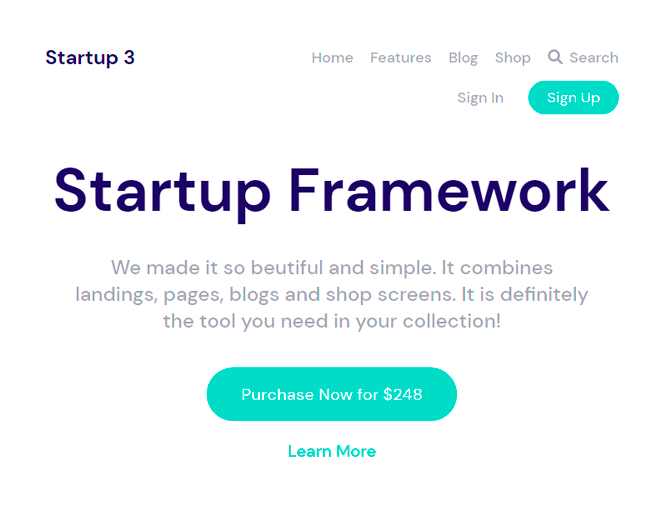 Startup 3
Home Features Blog Shop Search
Sign In Sign Up
Startup Framework
We made it so beutiful and simple. It combines
landings, pages, blogs and shop screens. It is definitely
the tool you need in your collection!
Purchase Now for $248
Learn More